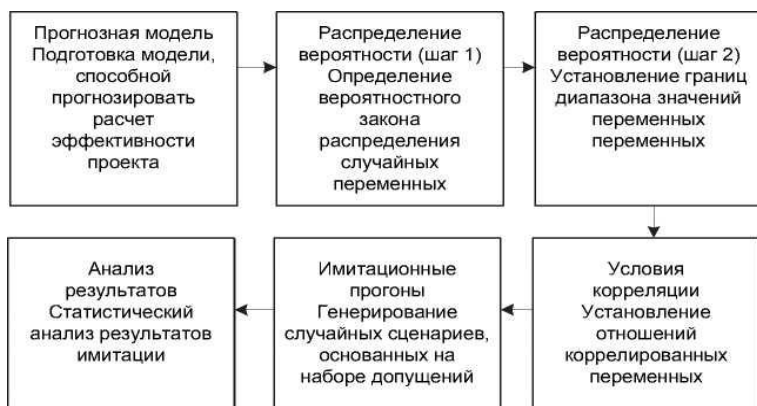 Прогнозная модель
Подготовка модели,
способной
прогнозировать
расчет
эффективности
проекта
Распределение
вероятности (шаг 1)
Определение
вероятностного
закона
распределения
случайных
переменных
Распределение
вероятности (шаг 2)
Установление границ
диапазона значений
переменных
переменных
Условия
корреляции
Установление
отношений
коррелированных
переменных
Имитационные
прогоны
Генерирование
случайных сценариев,
основанных на
наборе допущений
Анализ
результатов
Статистический
анализ результатов
имитации